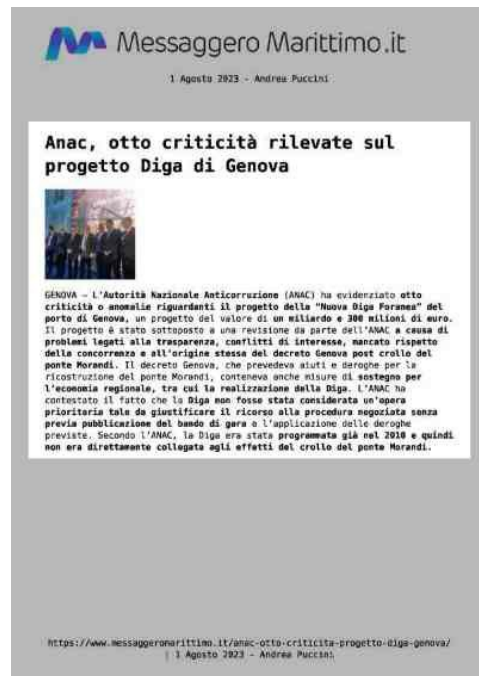 Messaggero Marittimo.it
1 Agosto 2023 - Andrea Puccini
Anac, otto criticità rilevate sul
progetto Diga di Genova
GENOVA – L'Autorità Nazionale Anticorruzione (ANAC) ha evidenziato otto
criticità o anomalie riguardanti il progetto della "Nuova Diga Foranea" del
porto di Genova, un progetto del valore di un miliardo e 300 milioni di euro.
Il progetto è stato sottoposto a una revisione da parte dell'ANAC a causa di
problemi legati alla trasparenza, conflitti di interesse, mancato rispetto
della concorrenza e all'origine stessa del decreto Genova post crollo del
ponte Morandi. Il decreto Genova, che prevedeva aiuti e deroghe per la
ricostruzione del ponte Morandi, conteneva anche misure di sostegno per
l'economia regionale, tra cui la realizzazione della Diga. L'ANAC ha
contestato il fatto che la Diga non fosse stata considerata un'opera
prioritaria tale da giustificare il ricorso alla procedura negoziata senza
previa pubblicazione del bando di gara e l'applicazione delle deroghe
previste. Secondo l'ANAC, la Diga era stata programmata già nel 2010 e quindi
non era direttamente collegata agli effetti del crollo del ponte Morandi.
https://www.messaggeromarittimo.it/anac-otto-criticita-progetto-diga-genova/
| 1 Agosto 2023 - Andrea Puccini